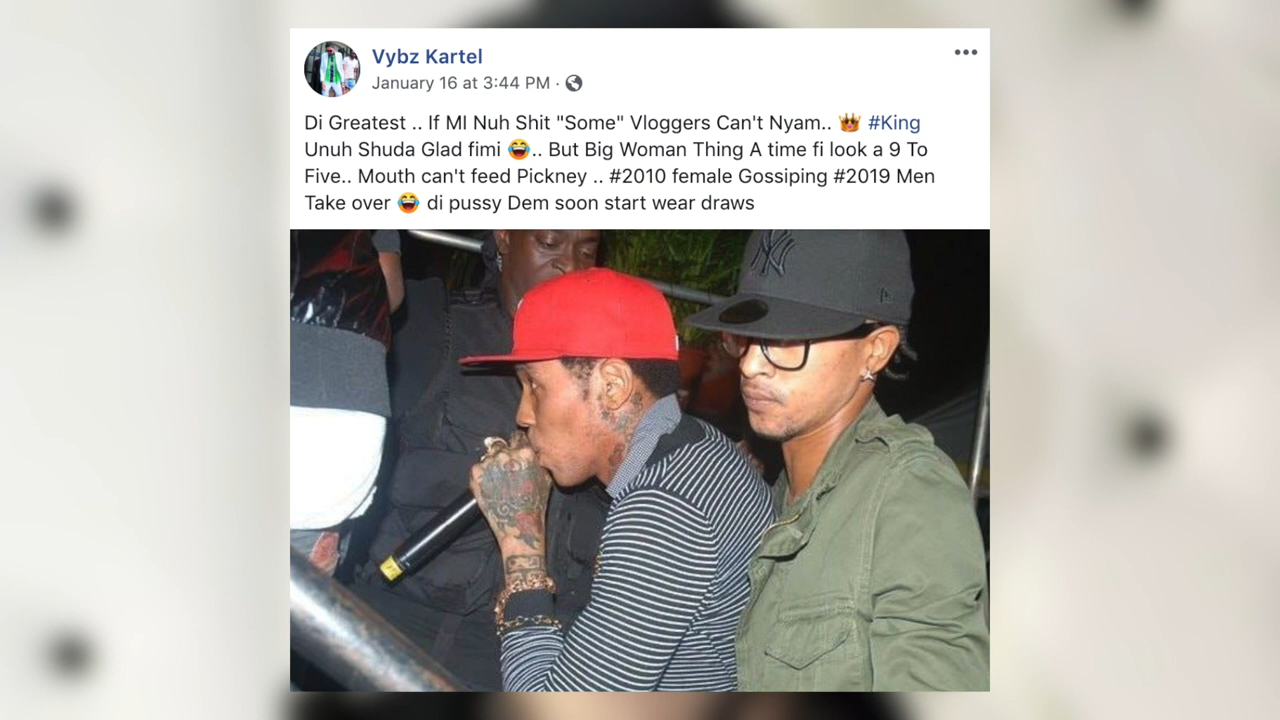 Vybz Kartel
January 16 at 3:44 PM ·
Di Greatest .. If MI Nuh Shit "Some" Vloggers Can't Nyam.. 👑 #King
Unuh Shuda Glad fimi 😂.. But Big Woman Thing A time fi look a 9 To
Five.. Mouth can't feed Pickney .. #2010 female Gossiping #2019 Men
Take over 😂 di pussy Dem soon start wear draws
NY